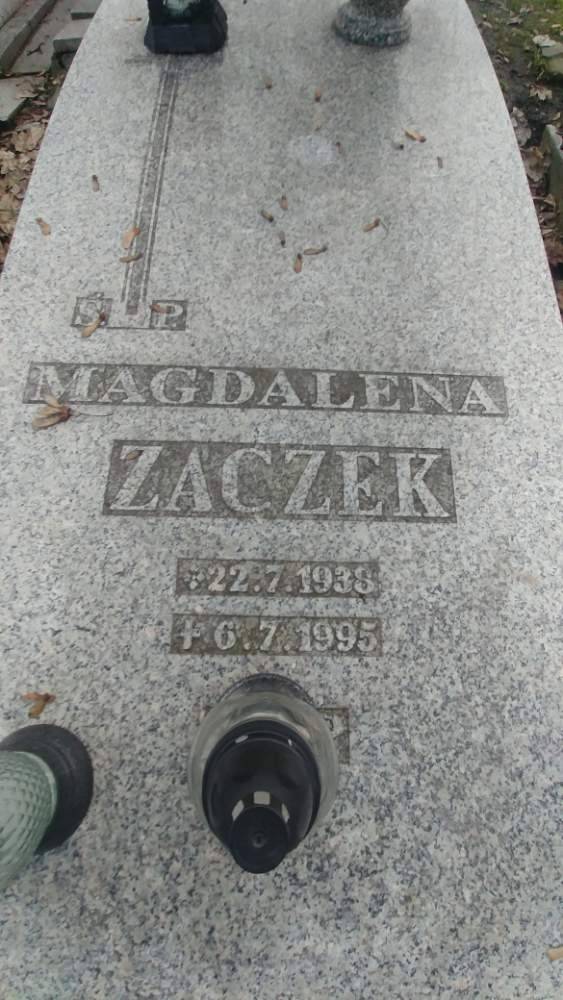 Ś P
MAGDALENA
ZACZEK
* 22.7.1938
+ 6.7.1995